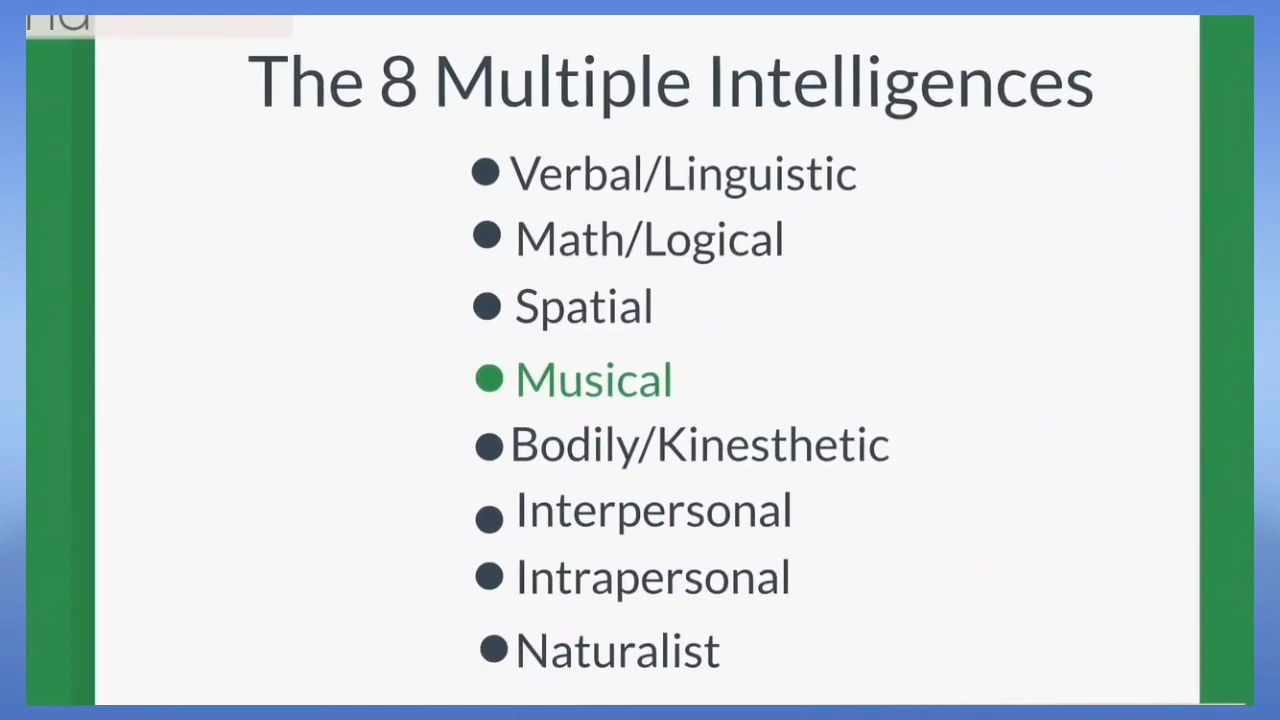 The 8 Multiple Intelligences
Verbal/Linguistic
Math/Logical
Spatial
Musical
Bodily/Kinesthetic
Interpersonal
Intrapersonal
Naturalist